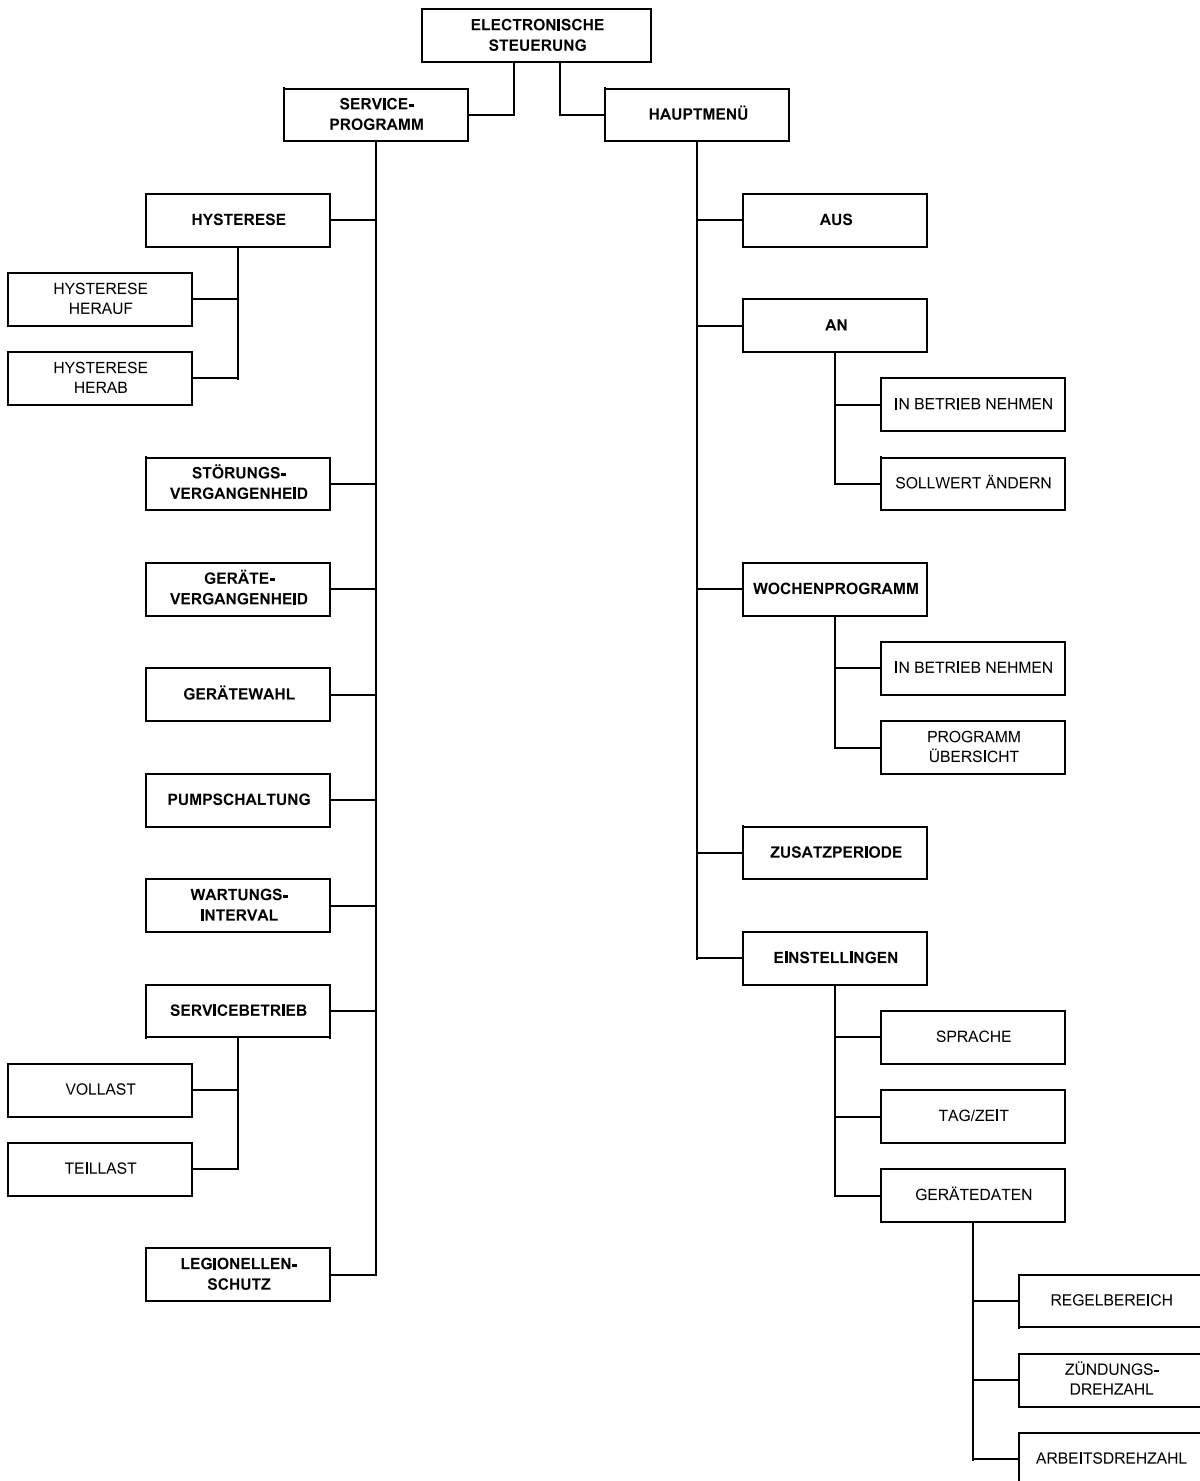 ELECTRONISCHE
STEUERUNG
SERVICE-
PROGRAMM
HAUPTMENÜ
HYSTERESE
HYSTERESE
HERAUF
HYSTERESE
HERAB
STÖRUNGS-
VERGANGENHEID
GERÄTE-
VERGANGENHEID
GERÄTEWAHL
PUMPSCHALTUNG
WARTUNGS-
INTERVAL
SERVICEBETRIEB
VOLLAST
TEILLAST
LEGIONELLEN-
SCHUTZ
AUS
AN
IN BETRIEB NEHMEN
SOLLWERT ÄNDERN
WOCHENPROGRAMM
IN BETRIEB NEHMEN
PROGRAMM
ÜBERSICHT
ZUSATZPERIODE
EINSTELLINGEN
SPRACHE
TAG/ZEIT
GERÄTEDATEN
REGELBEREICH
ZÜNDUNGS-
DREHZAHL
ARBEITSDREHZAHL